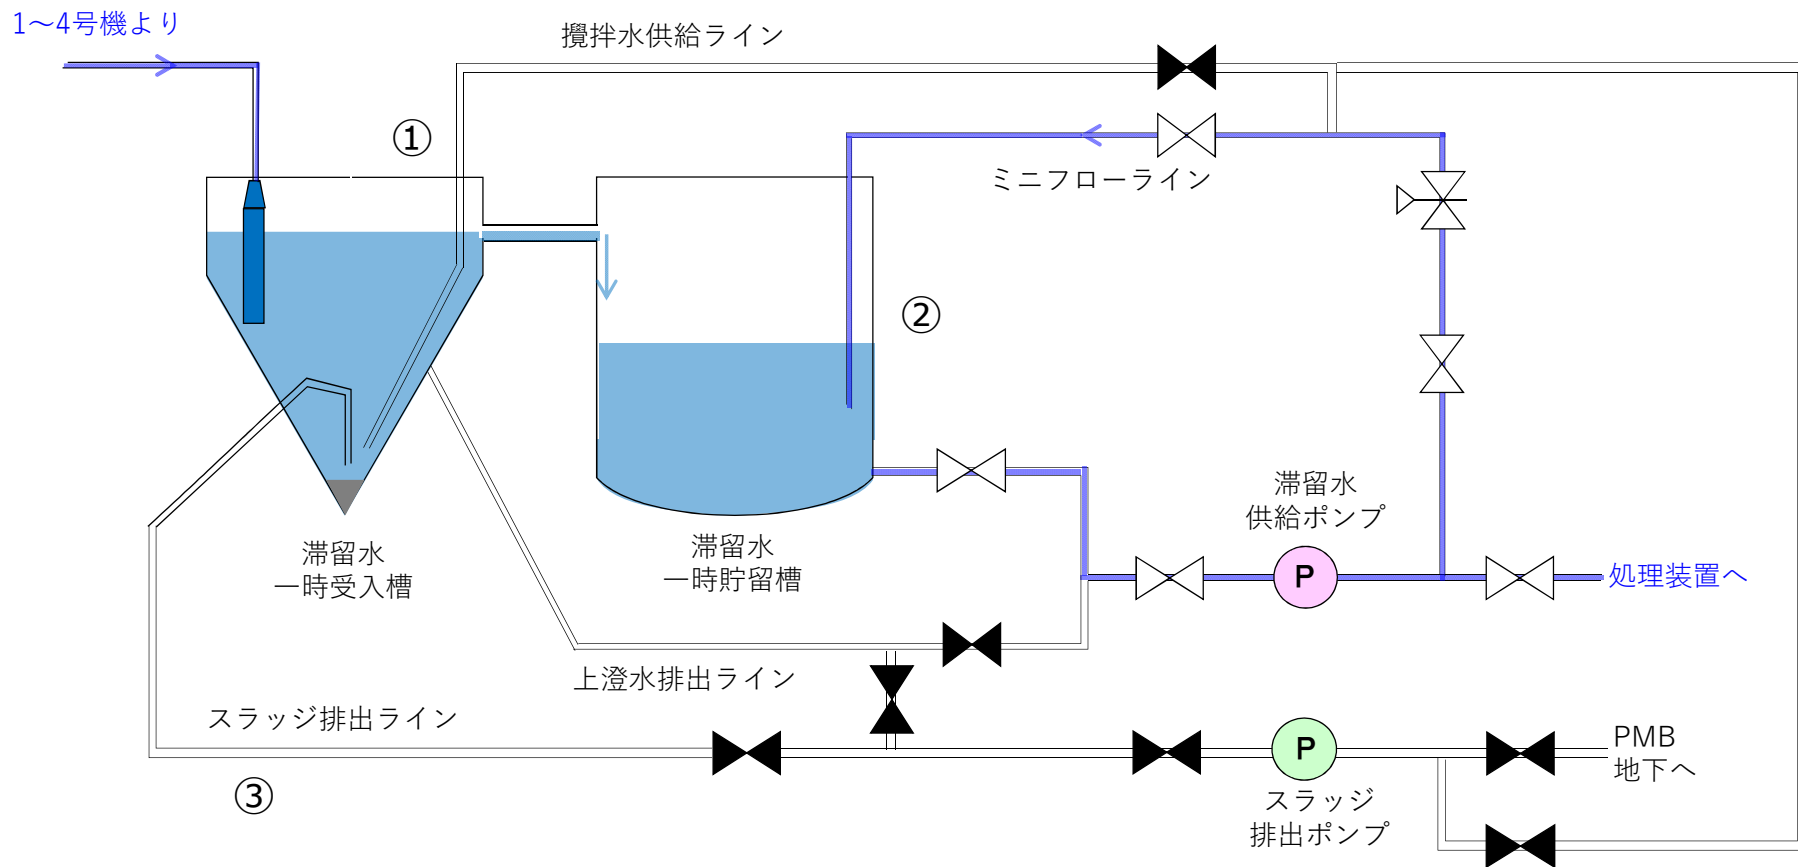 1～4号機より
攪拌水供給ライン
①
ミニフローライン
②
滞留水
供給ポンプ
滞留水
一時受入槽
滞留水
一時貯留槽
P
処理装置へ
上澄水排出ライン
スラッジ排出ライン
P
PMB
地下へ
③
スラッジ
排出ポンプ